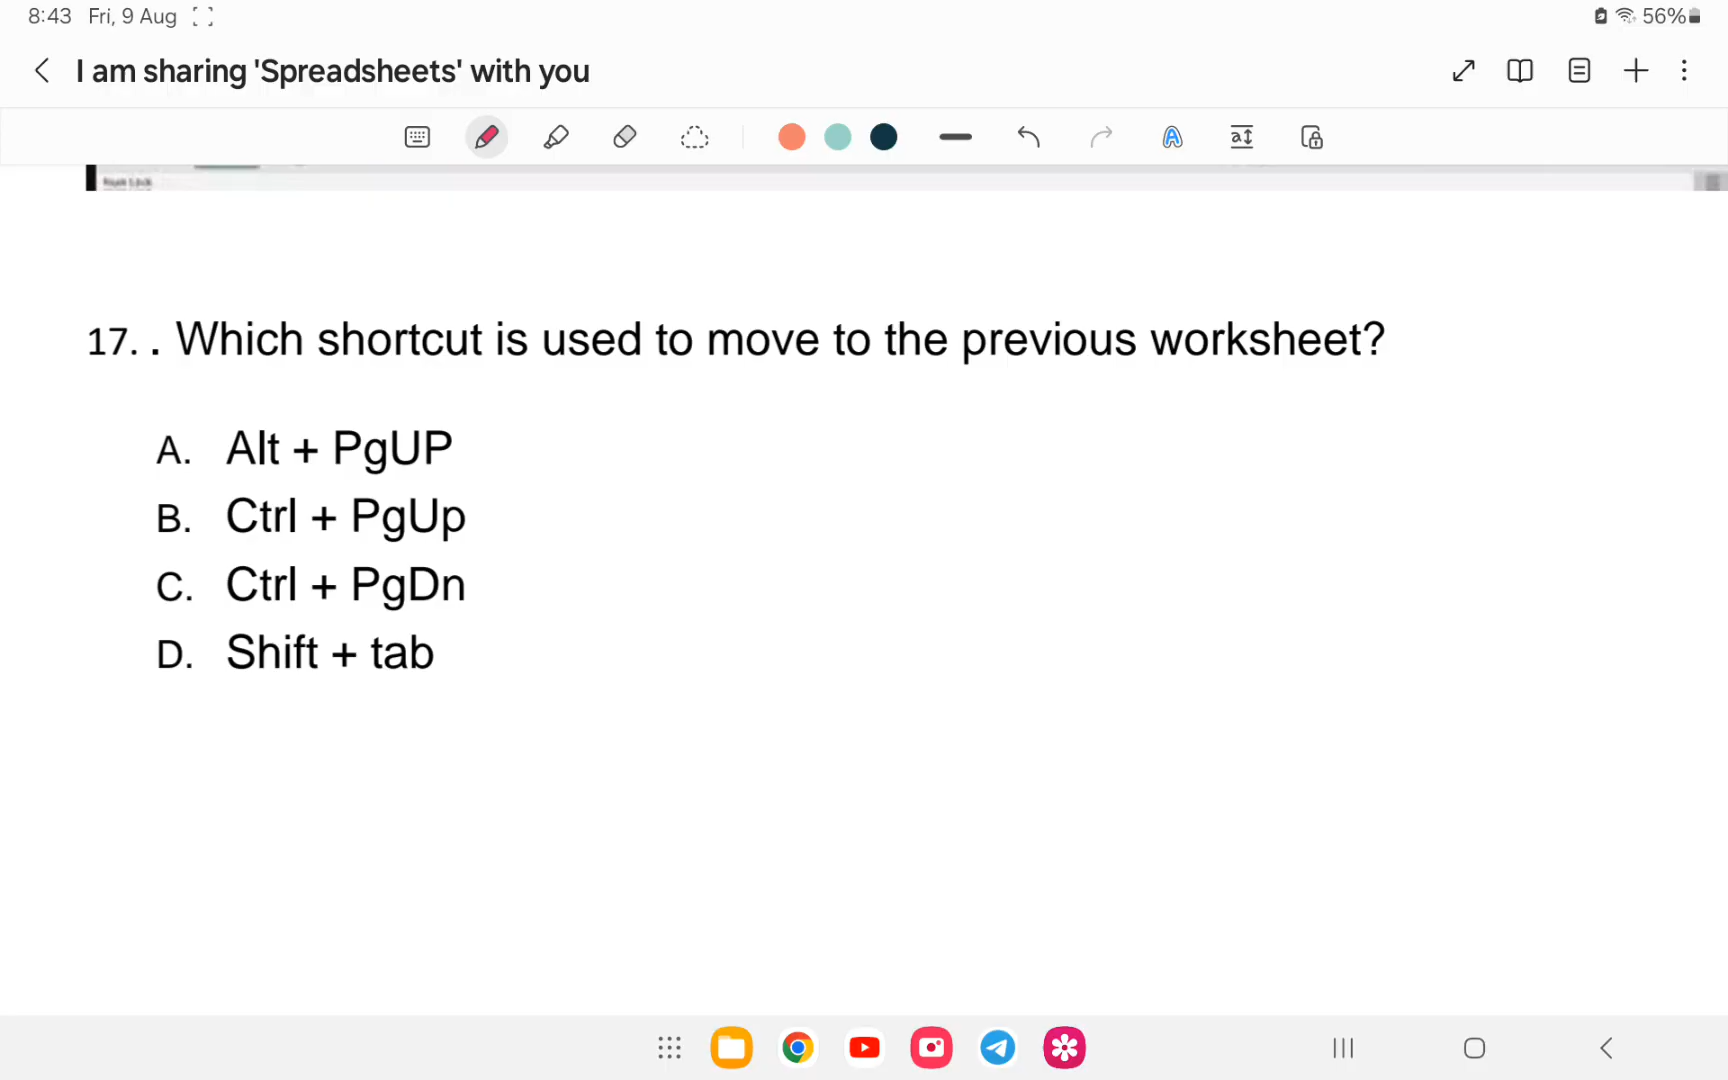 8:43 Fri, 9 Aug 56%
I am sharing 'Spreadsheets' with you
17. . Which shortcut is used to move to the previous worksheet?
A. Alt + PgUP
B. Ctrl + PgUp
C. Ctrl + PgDn
D. Shift + tab